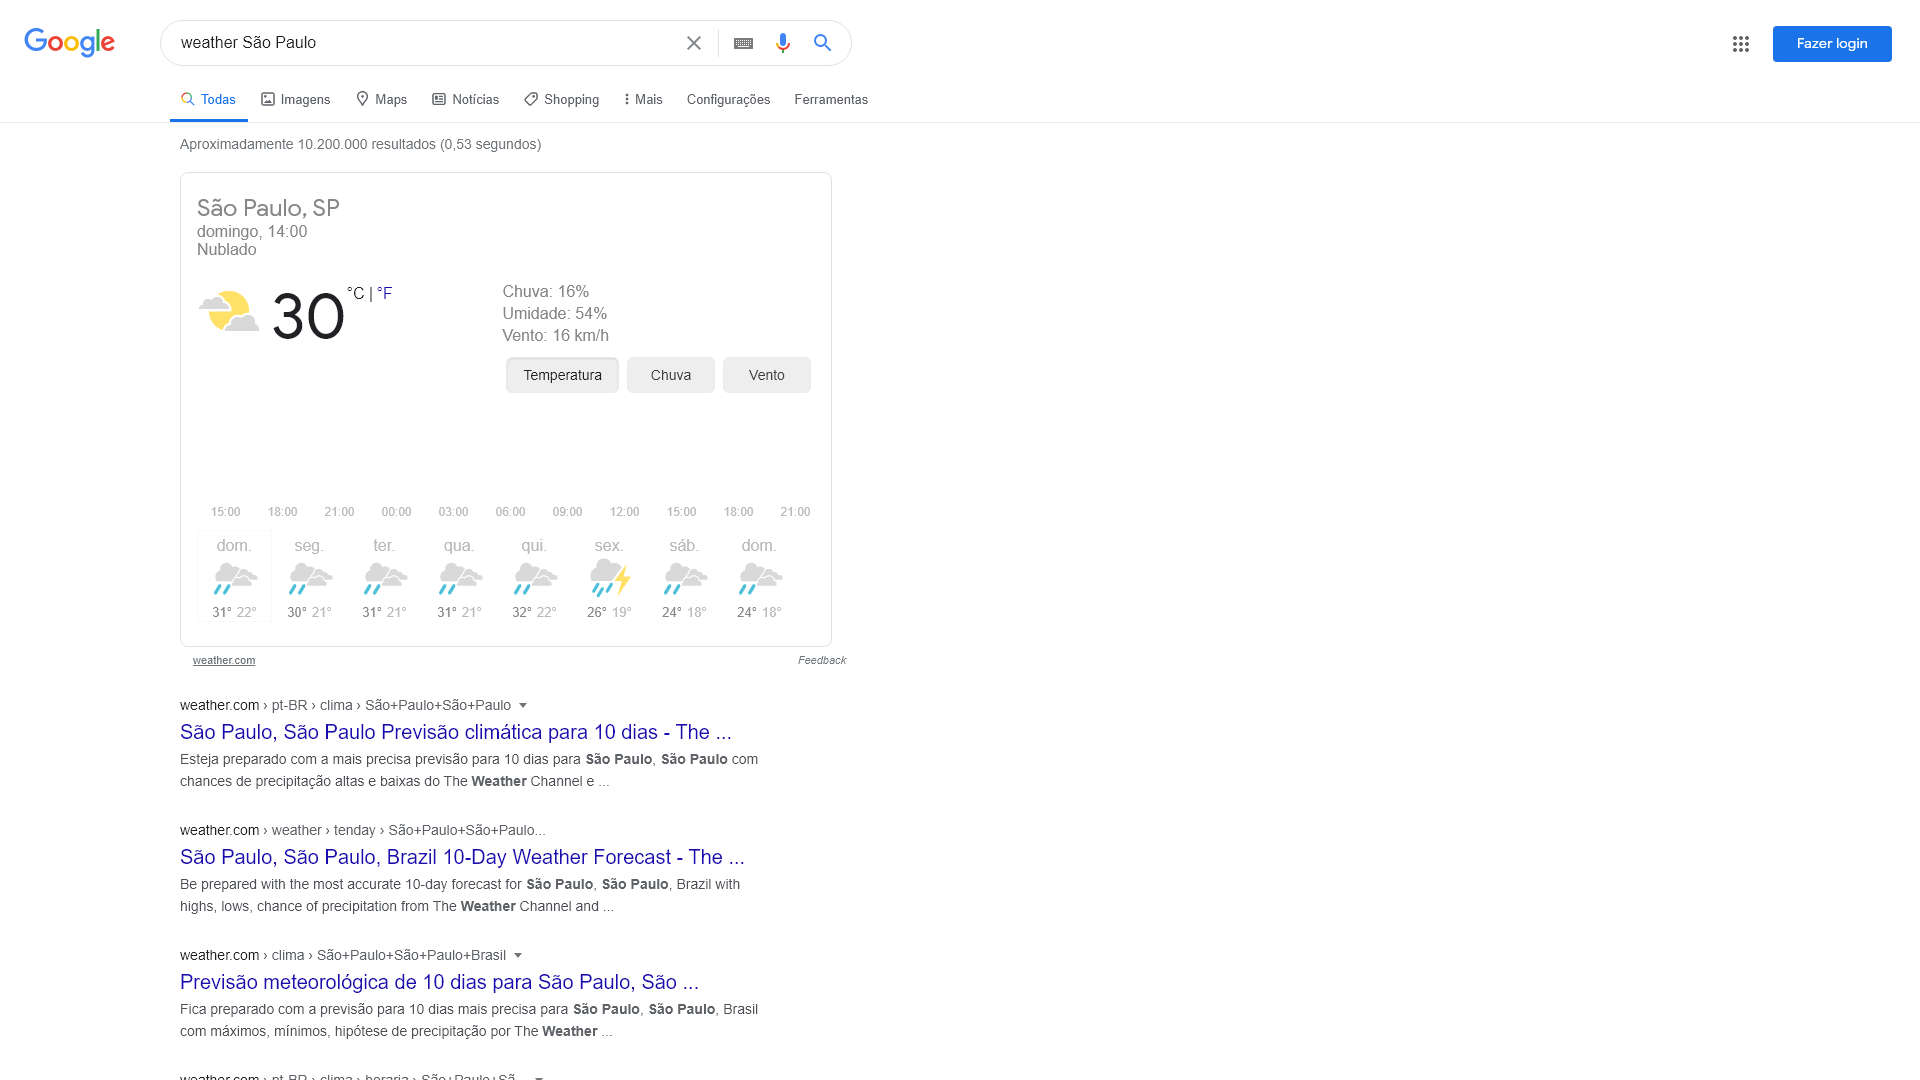 Google
weather São Paulo
Fazer login
Todas
Imagens
Maps
Notícias
Shopping
Mais
Configurações
Ferramentas
Aproximadamente 10.200.000 resultados (0,53 segundos)
São Paulo, SP
domingo, 14:00
Nublado
30 °C | °F
Chuva: 16%
Umidade: 54%
Vento: 16 km/h
Temperatura Chuva Vento
15:00 18:00 21:00 00:00 03:00 06:00 09:00 12:00 15:00 18:00 21:00
dom. seg. ter. qua. qui. sex. sáb. dom.
31° 22° 30° 21° 31° 21° 31° 21° 32° 22° 26° 19° 24° 18° 24° 18°
weather.com Feedback
weather.com › pt-BR › clima › São+Paulo+São+Paulo
São Paulo, São Paulo Previsão climática para 10 dias - The ...
Esteja preparado com a mais precisa previsão para 10 dias para São Paulo, São Paulo com
chances de precipitação altas e baixas do The Weather Channel e ...
weather.com › weather › tenday › São+Paulo+São+Paulo...
São Paulo, São Paulo, Brazil 10-Day Weather Forecast - The ...
Be prepared with the most accurate 10-day forecast for São Paulo, São Paulo, Brazil with
highs, lows, chance of precipitation from The Weather Channel and ...
weather.com › clima › São+Paulo+São+Paulo+Brasil
Previsão meteorológica de 10 dias para São Paulo, São ...
Fica preparado com a previsão para 10 dias mais precisa para São Paulo, São Paulo, Brasil
com máximos, mínimos, hipótese de precipitação por The Weather ...
weather.com › pt-BR › clima › horaria › São+Paulo+Sã...